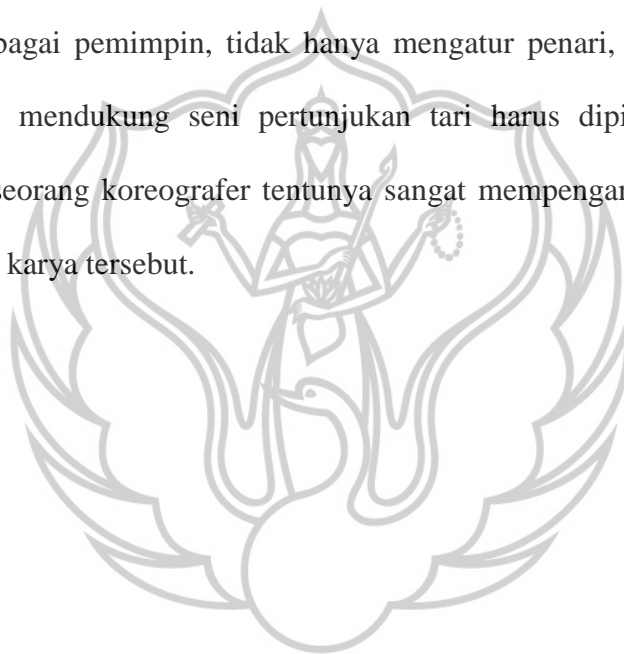 bagai pemimpin, tidak hanya mengatur penari,
mendukung seni pertunjukan tari harus dipi
seorang koreografer tentunya sangat mempengar
karya tersebut.